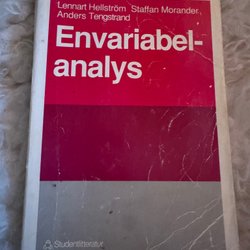 Lennart Hellström Staffan Morander
Anders Tengstrand
Envariabel-
analys
Studentlitteratur